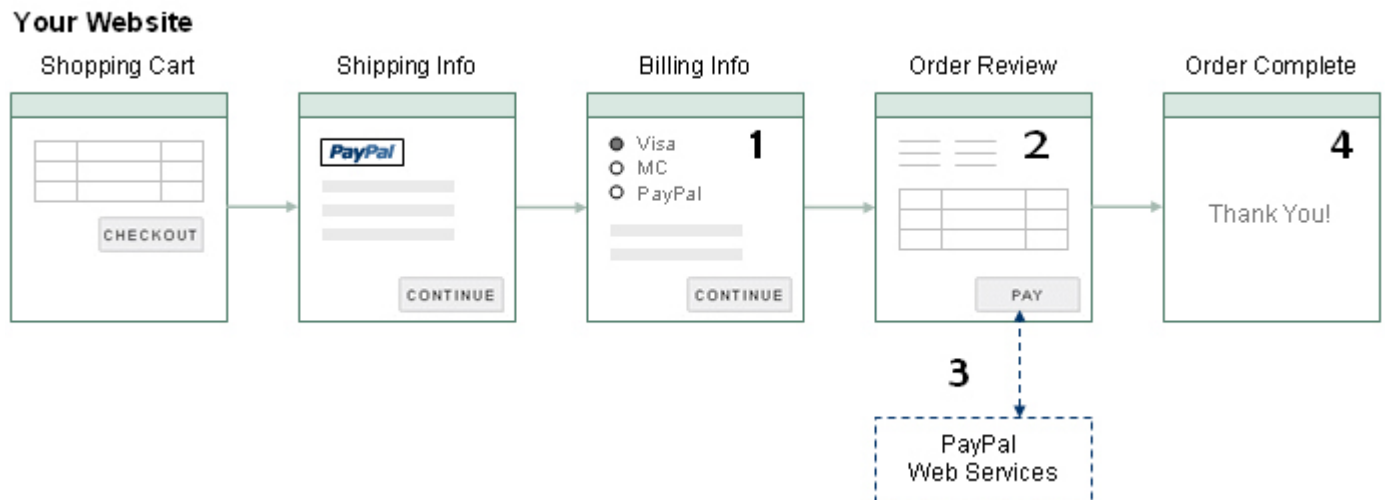 Your Website
Shopping Cart
Shipping Info
Billing Info
Order Review
Order Complete
CHECKOUT
PayPal
CONTINUE
Visa
MC
PayPal
1
CONTINUE
2
PAY
4
Thank You!
3
PayPal
Web Services